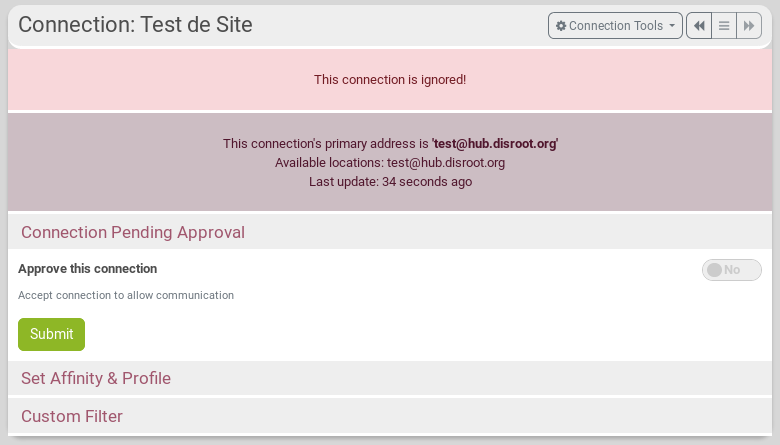 Connection: Test de Site
Connection Tools
This connection is ignored!
This connection's primary address is 'test@hub.disroot.org'
Available locations: test@hub.disroot.org
Last update: 34 seconds ago
Connection Pending Approval
Approve this connection
No
Accept connection to allow communication
Submit
Set Affinity & Profile
Custom Filter